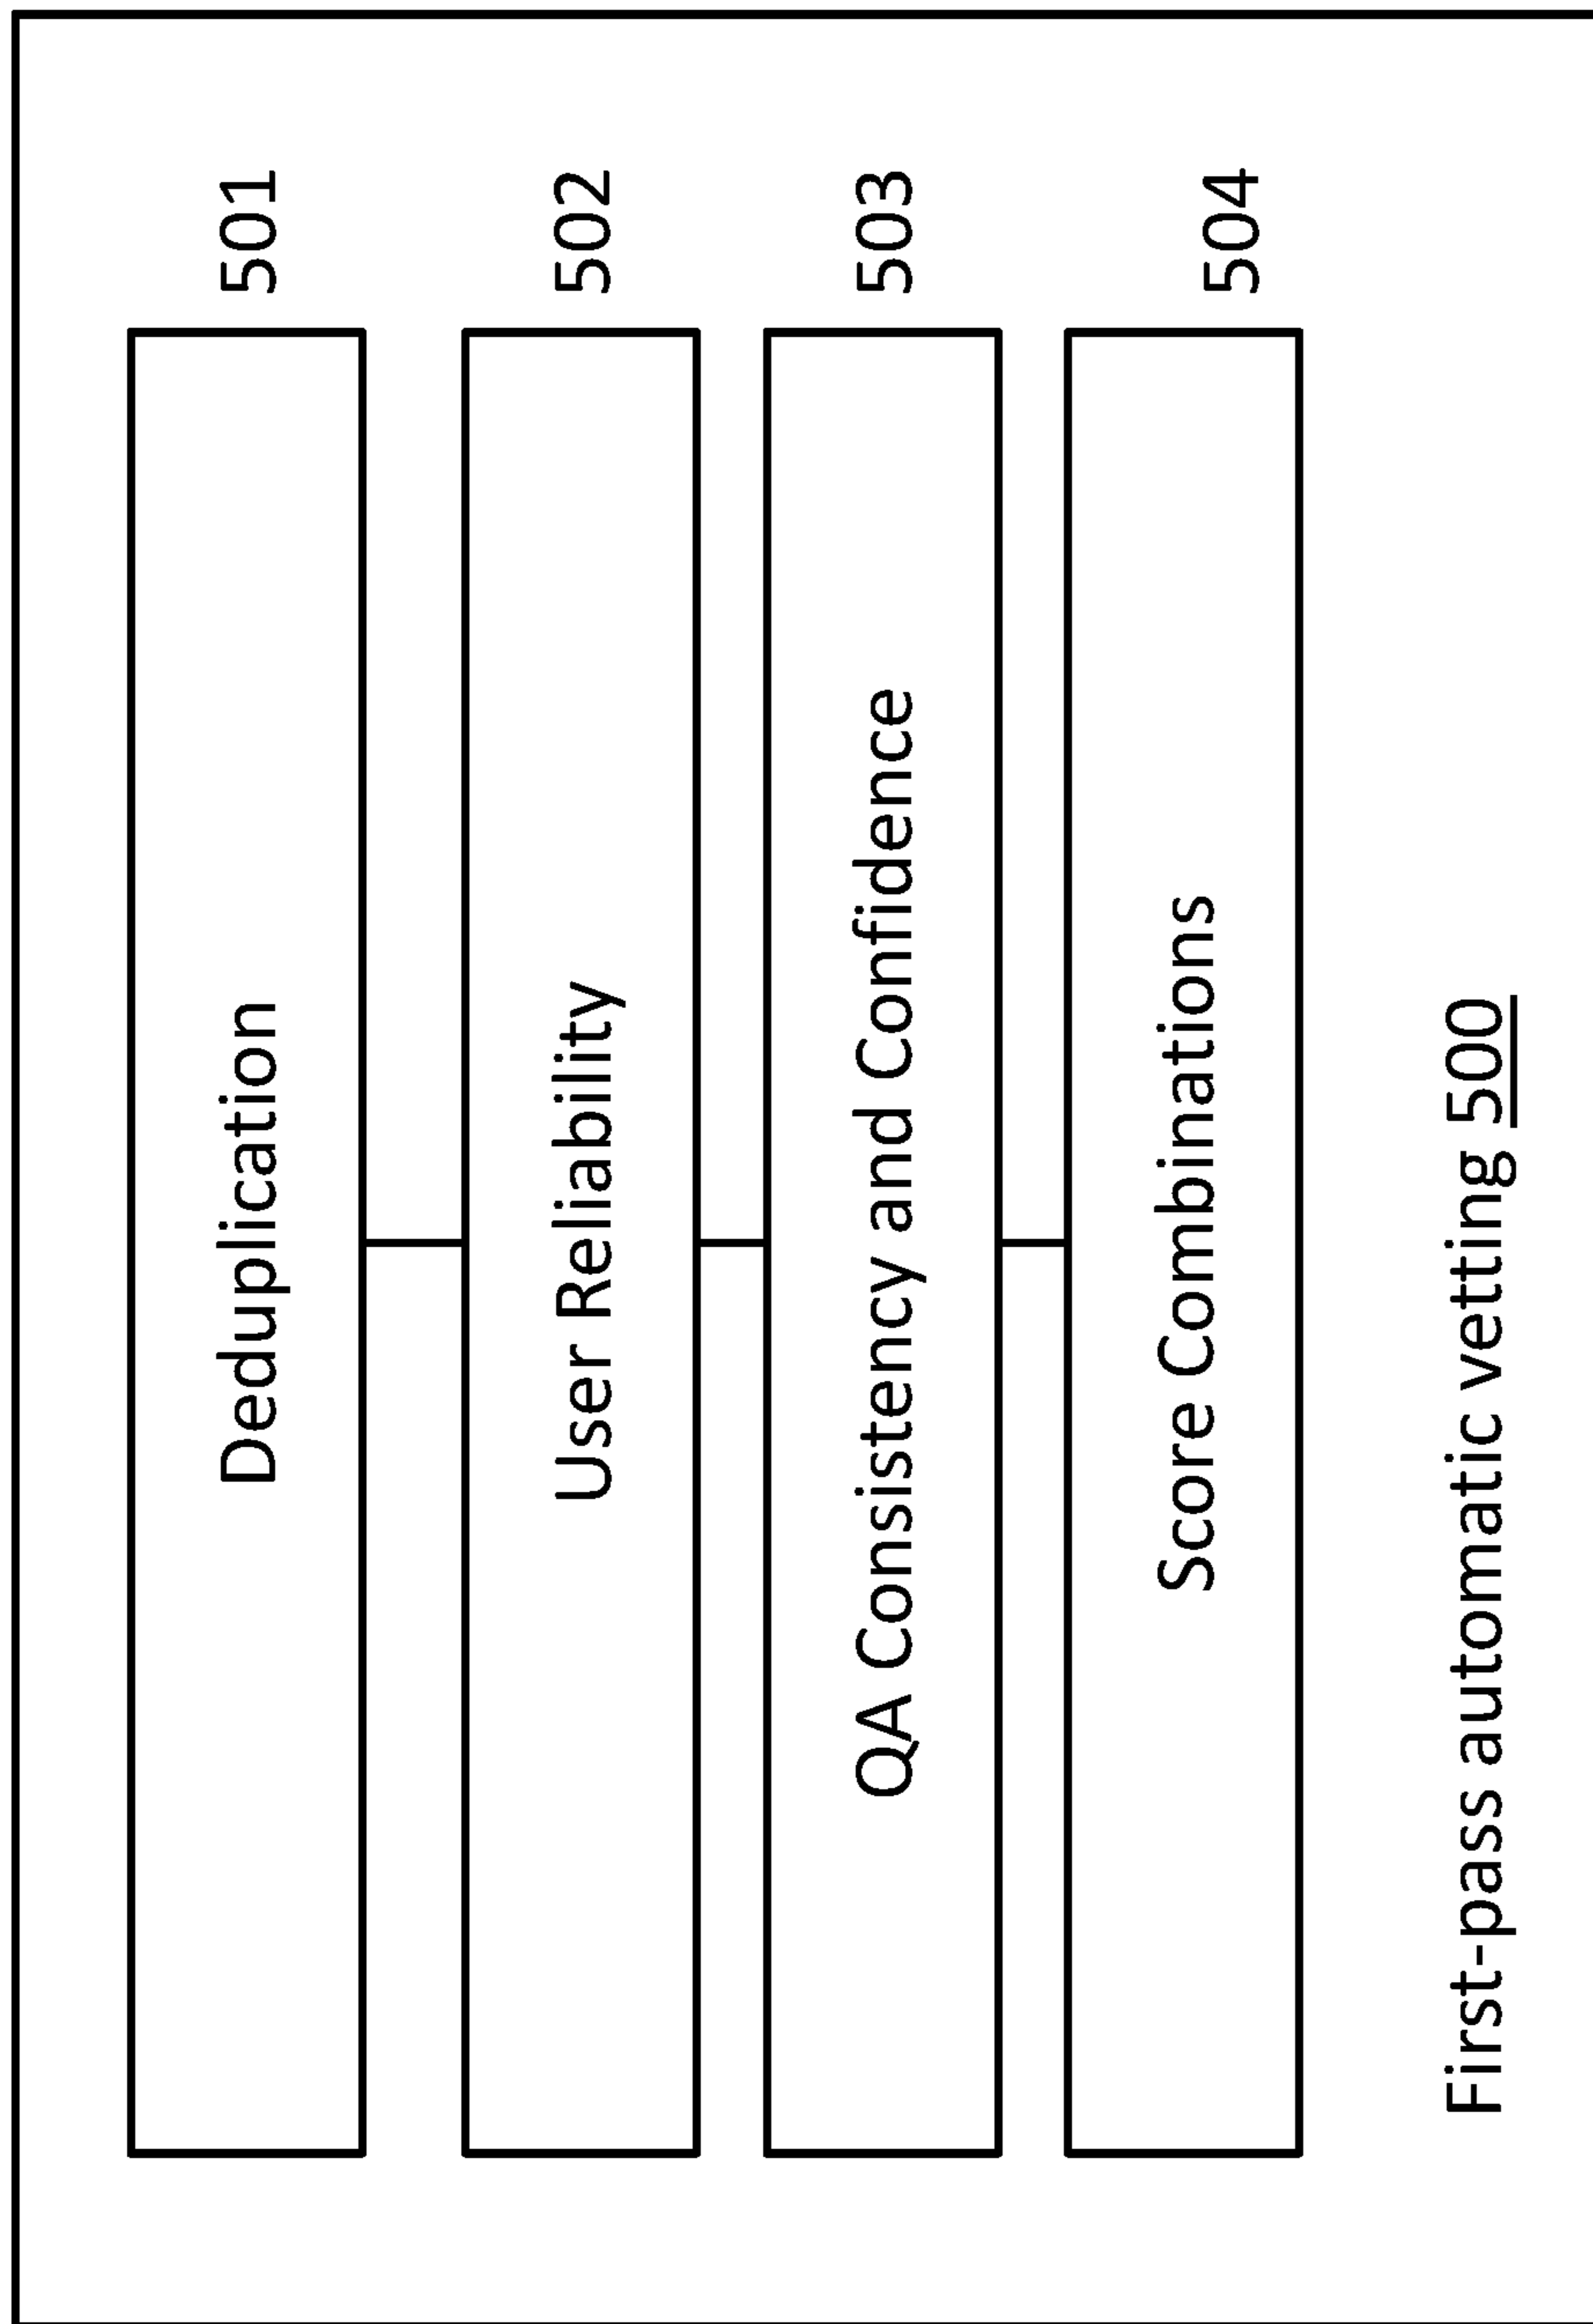 Deduplication 501
User Reliability 502
QA Consistency and Confidence 503
Score Combinations 504
First-pass automatic vetting 500